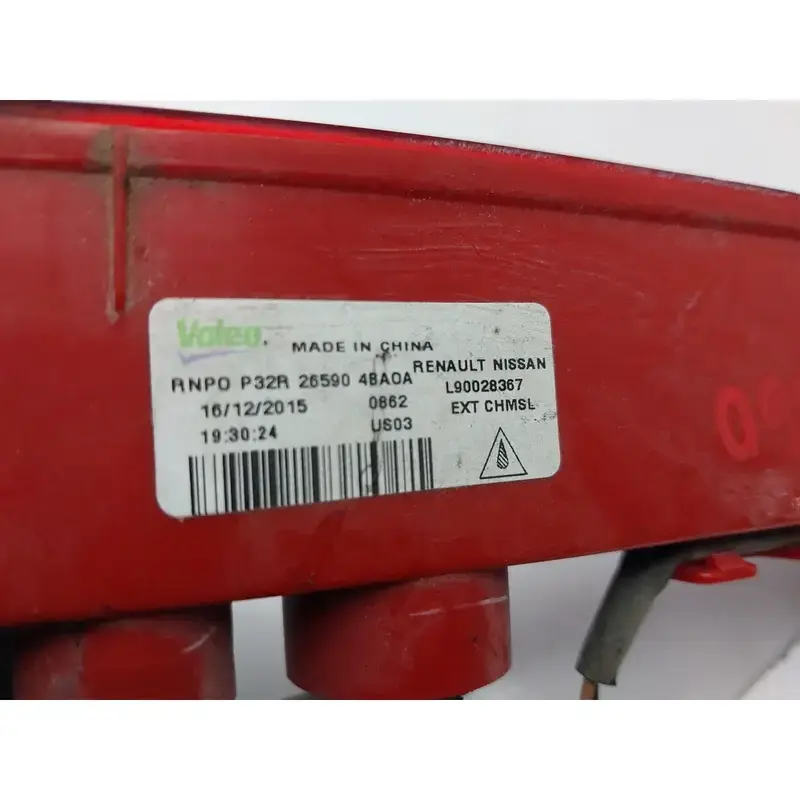 Valeo
MADE IN CHINA
RENAULT NISSAN
RNPO P32R 26590 4BA0A
L90028367
16/12/2015 0862 EXT CHMSL
19:30:24 US03